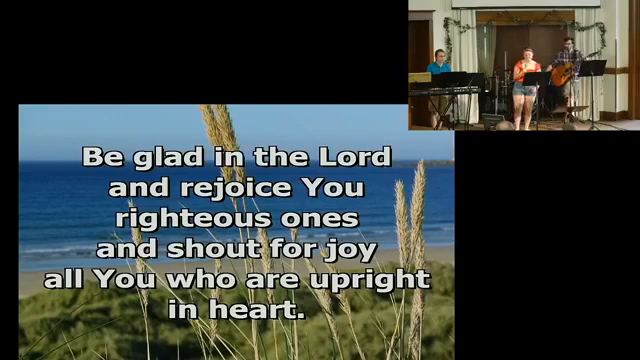 Be glad in the Lord
and rejoice You
righteous ones
and shout for joy
all You who are upright
in heart.